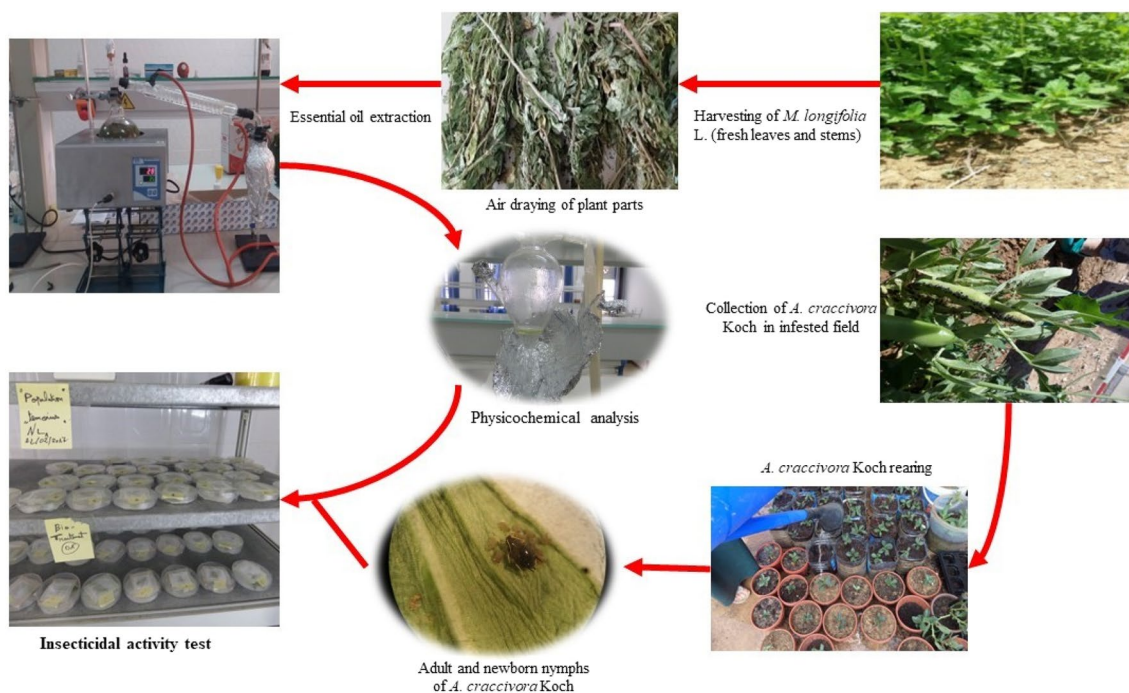 Essential oil extraction
Harvesting of M. longifolia
L. (fresh leaves and stems)
Air draying of plant parts
Collection of A. craccivora
Koch in infested field
Physicochemical analysis
"Population
A. craccivora Koch rearing
Bio-
Insecticidal activity test
Adult and newborn nymphs
of A. craccivora Koch